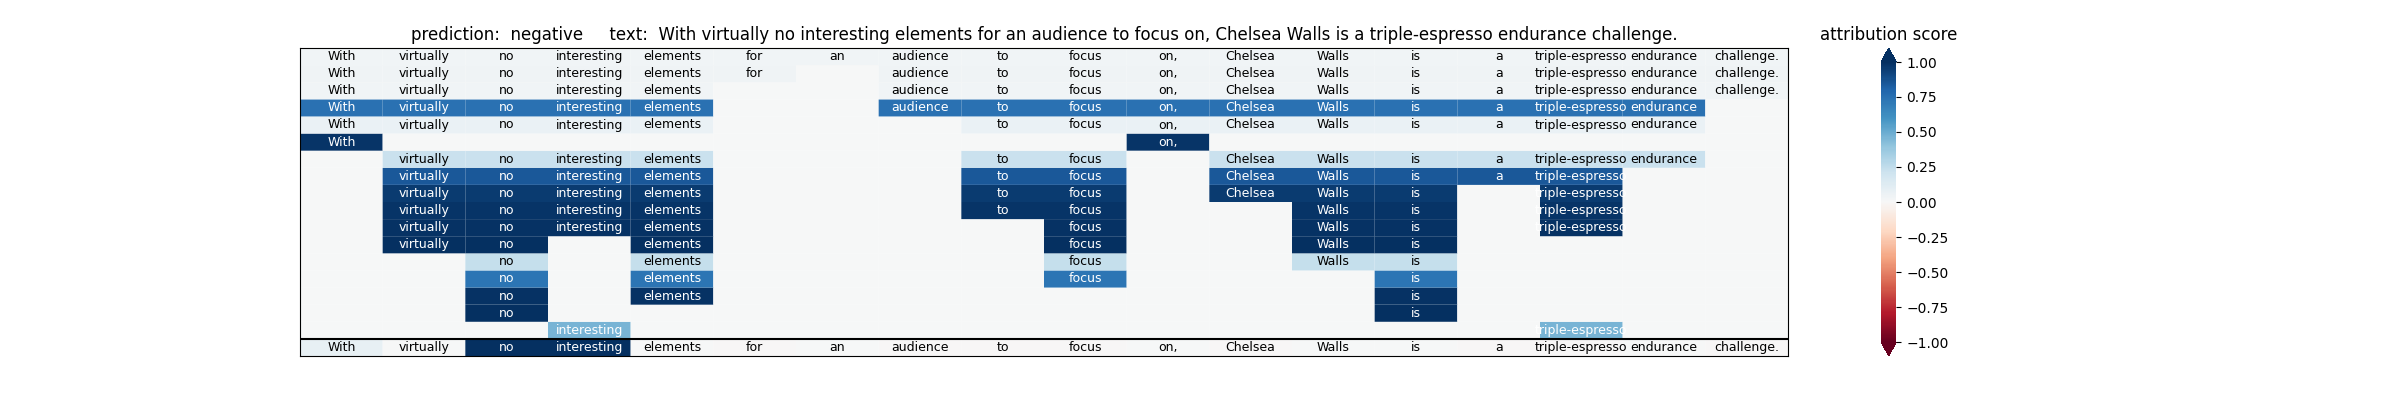 prediction: negative text: With virtually no interesting elements for an audience to focus on, Chelsea Walls is a triple-espresso endurance challenge. attribution score
With virtually no interesting elements for an audience to focus on, Chelsea Walls is a triple-espresso endurance challenge. 1.00
With virtually no interesting elements for audience to focus on, Chelsea Walls is a triple-espresso endurance challenge.
With virtually no interesting elements audience to focus on, Chelsea Walls is a triple-espresso endurance challenge. 0.75
With virtually no interesting elements audience to focus on, Chelsea Walls is a triple-espresso endurance
With virtually no interesting elements to focus on, Chelsea Walls is a triple-espresso endurance 0.50
With on,
virtually no interesting elements to focus Chelsea Walls is a triple-espresso endurance 0.25
virtually no interesting elements to focus Chelsea Walls is a triple-espresso
virtually no interesting elements to focus Chelsea Walls is riple-espresso
virtually no interesting elements to focus Walls is riple-espresso 0.00
virtually no interesting elements focus Walls is riple-espresso
virtually no elements focus Walls is −0.25
no elements focus Walls is
no elements focus is −0.50
no elements is
no is −0.75
interesting riple-espresso
With virtually no interesting elements for an audience to focus on, Chelsea Walls is a triple-espresso endurance challenge. −1.00